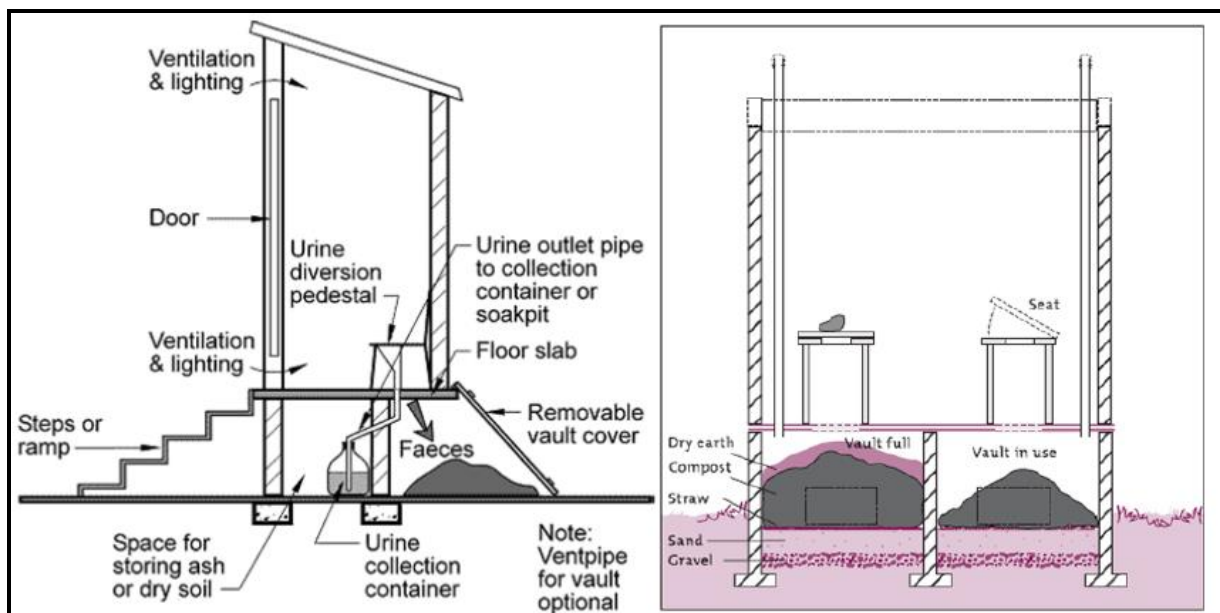 Ventilation
& lighting
Door
Urine
diversion
pedestal
Urine outlet pipe
to collection
container or
soakpit
Ventilation
& lighting
Floor slab
Steps or
ramp
Removable
vault cover
Faeces
Space for
storing ash
or dry soil
Urine
collection
container
Note:
Ventpipe
for vault
optional
Seat
Dry earth
Vault full
Compost
Vault in use
Straw
Sand
Gravel